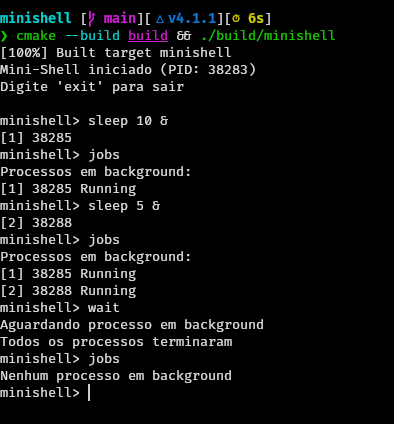 minishell [ main][ △ v4.1.1][ 6s]
❯ cmake --build build && ./build/minishell
[100%] Built target minishell
Mini-Shell iniciado (PID: 38283)
Digite 'exit' para sair
minishell> sleep 10 &
[1] 38285
minishell> jobs
Processos em background:
[1] 38285 Running
minishell> sleep 5 &
[2] 38288
minishell> jobs
Processos em background:
[1] 38285 Running
[2] 38288 Running
minishell> wait
Aguardando processo em background
Todos os processos terminaram
minishell> jobs
Nenhum processo em background
minishell>